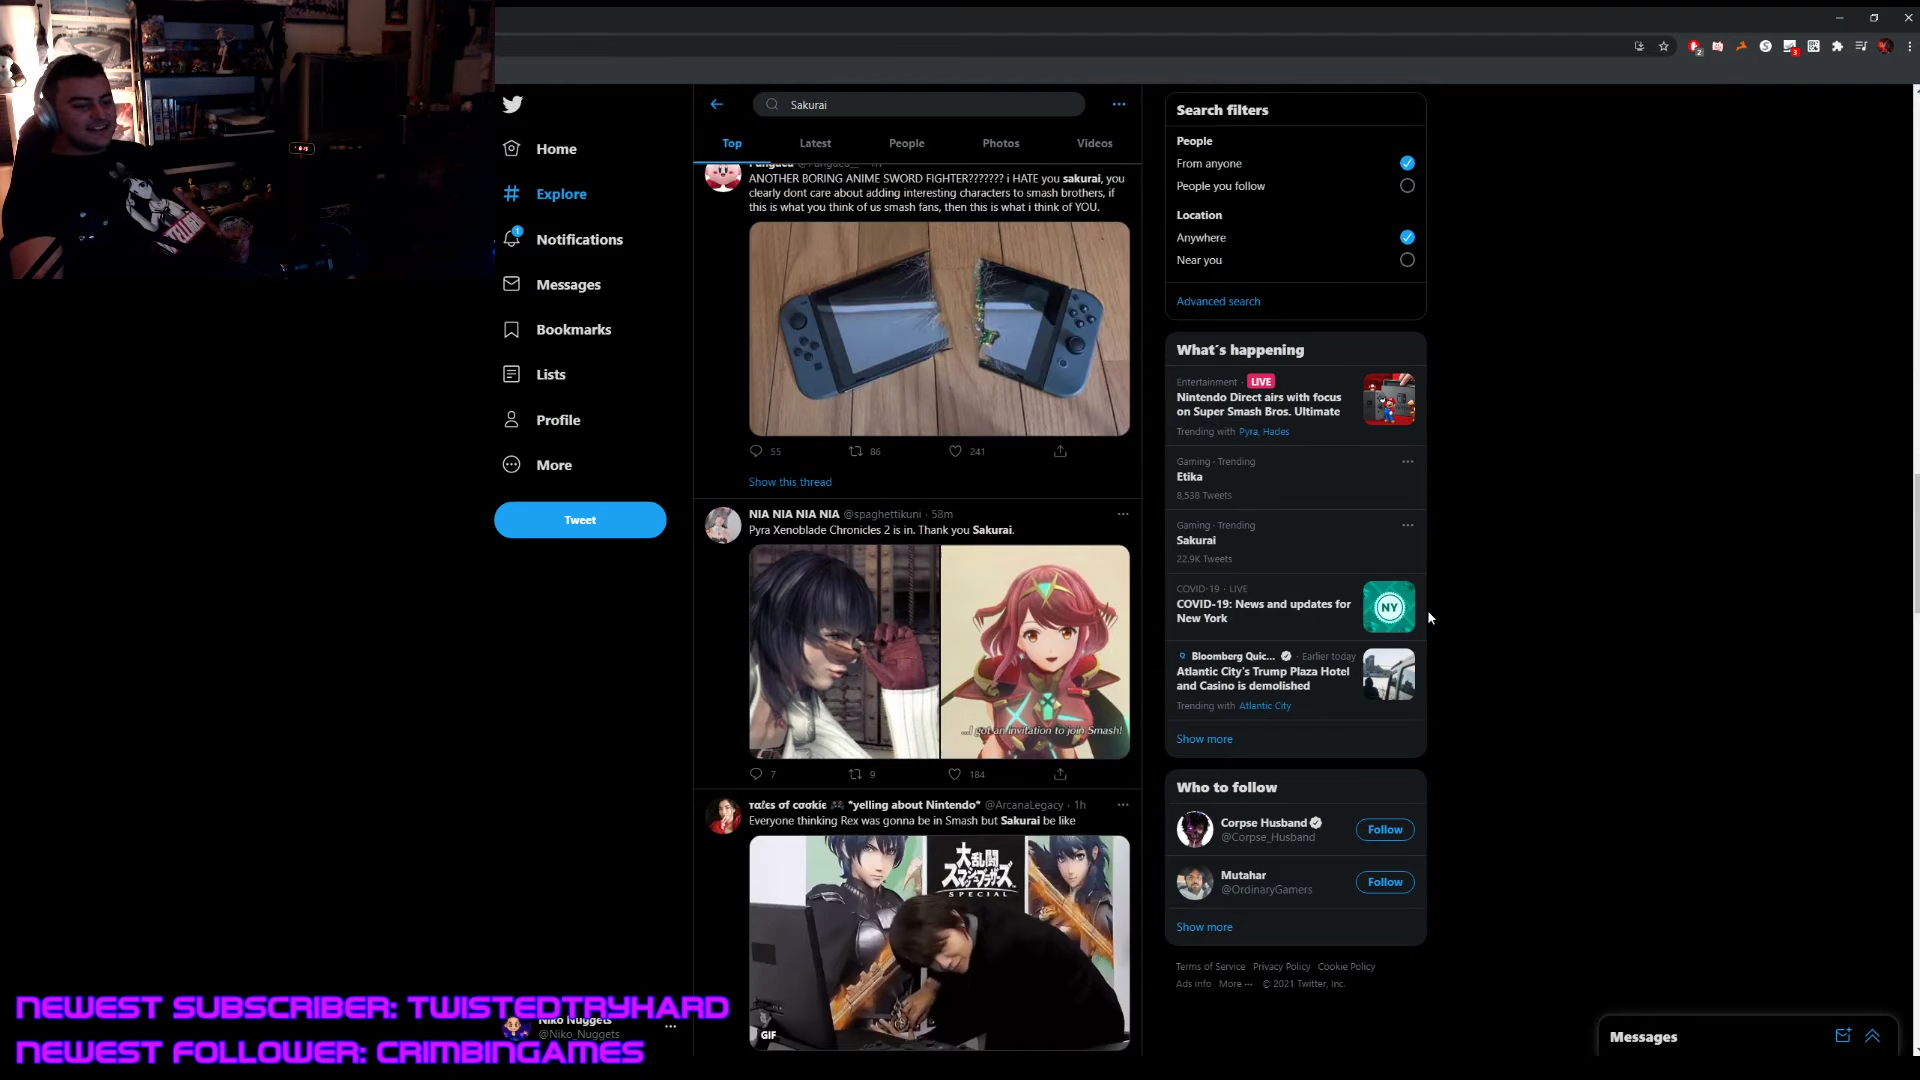 Sakurai
Top
Latest
People
Photos
Videos
Home
Explore
1
Notifications
Messages
Bookmarks
Lists
Profile
More
Tweet
ANOTHER BORING ANIME SWORD FIGHTER??????? i HATE you sakurai, you
clearly dont care about adding interesting characters to smash brothers, if
this is what you think of us smash fans, then this is what i think of YOU.
55
86
241
Show this thread
NIA NIA NIA NIA @spaghettikuni · 58m
Pyra Xenoblade Chronicles 2 is in. Thank you Sakurai.
...I got an invitation to join Smash!
7
9
184
ταℓεs σf cσσkíє 🎮 *yelling about Nintendo* @ArcanaLegacy · 1h
Everyone thinking Rex was gonna be in Smash but Sakurai be like
大乱闘
スマッシュブラザーズ
SPECIAL
GIF
Search filters
People
From anyone
People you follow
Location
Anywhere
Near you
Advanced search
What's happening
Entertainment · LIVE
Nintendo Direct airs with focus
on Super Smash Bros. Ultimate
Trending with Pyra, Hades
Gaming · Trending
Etika
8,538 Tweets
Gaming · Trending
Sakurai
22.9K Tweets
COVID-19 · LIVE
COVID-19: News and updates for
New York
NY
Bloomberg Quic... · Earlier today
Atlantic City's Trump Plaza Hotel
and Casino is demolished
Trending with Atlantic City
Show more
Who to follow
Corpse Husband
@Corpse_Husband
Follow
Mutahar
@OrdinaryGamers
Follow
Show more
Terms of Service Privacy Policy Cookie Policy
Ads info More ··· © 2021 Twitter, Inc.
Messages
NEWEST SUBSCRIBER: TWISTEDTRYHARD
Niko Nuggets
@Niko_Nuggets
NEWEST FOLLOWER: CRIMBINGAMES